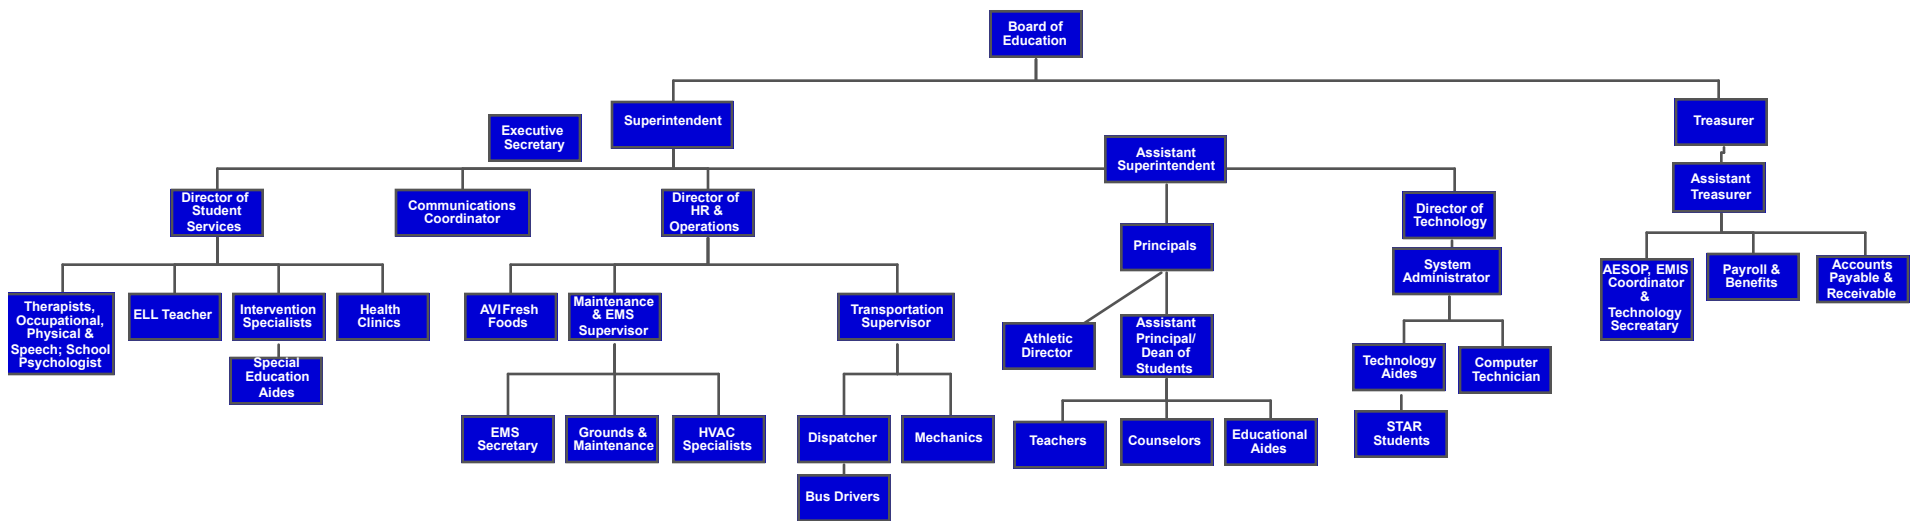 Board of
Education
Superintendent
Executive
Secretary
Treasurer
Assistant
Superintendent
Assistant
Treasurer
Director of
Student
Services
Communications
Coordinator
Director of
HR &
Operations
Director of
Technology
Principals
System
Administrator
AESOP, EMIS
Coordinator
&
Technology
Secreatary
Payroll &
Benefits
Accounts
Payable &
Receivable
Therapists,
Occupational,
Physical &
Speech; School
Psychologist
ELL Teacher
Intervention
Specialists
Health
Clinics
AVI Fresh
Foods
Maintenance
& EMS
Supervisor
Transportation
Supervisor
Athletic
Director
Assistant
Principal/
Dean of
Students
Technology
Aides
Computer
Technician
Special
Education
Aides
EMS
Secretary
Grounds &
Maintenance
HVAC
Specialists
Dispatcher
Mechanics
Teachers
Counselors
Educational
Aides
STAR
Students
Bus Drivers